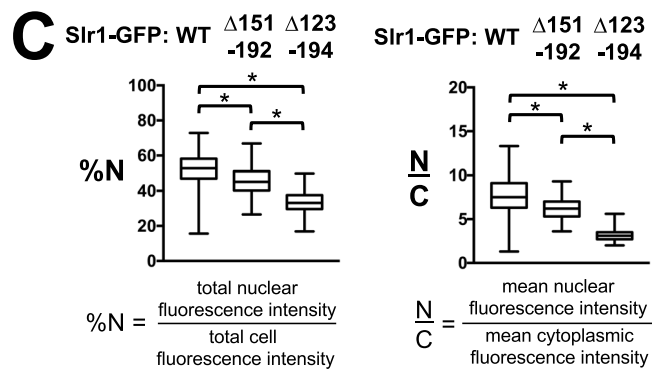 C
Slr1-GFP: WT Δ151 Δ123
-192 -194
%N
100
80
60
40
20
0
*
*
*
%N = total nuclear
fluorescence intensity
total cell
fluorescence intensity
Slr1-GFP: WT Δ151 Δ123
-192 -194
N
C
20
15
10
5
0
*
*
*
N
C
= mean nuclear
fluorescence intensity
mean cytoplasmic
fluorescence intensity